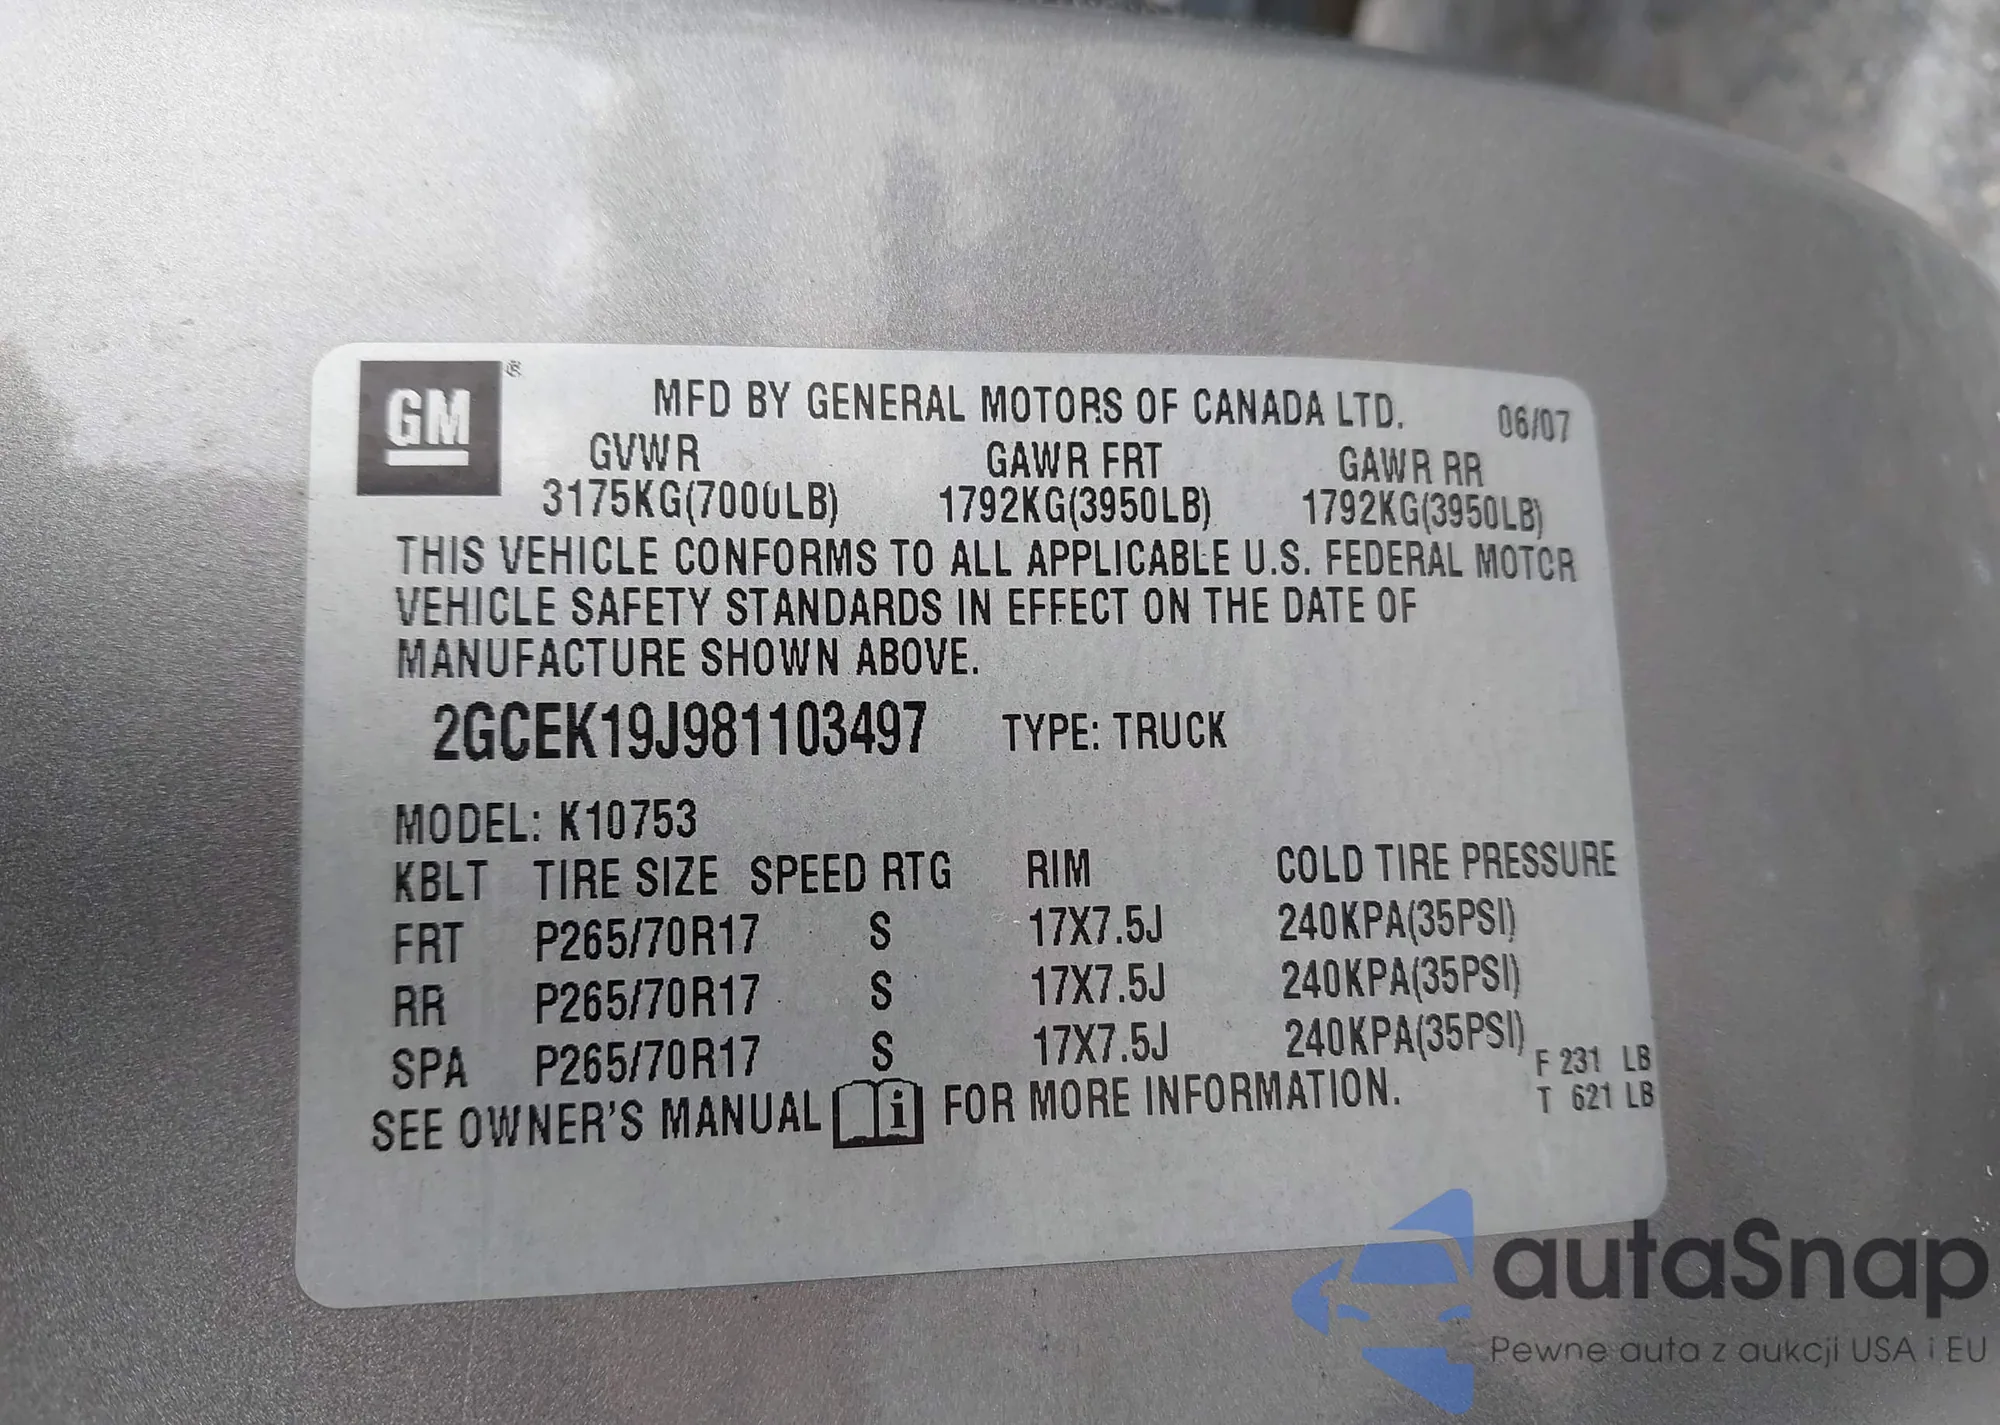 GM ®
MFD BY GENERAL MOTORS OF CANADA LTD. 06/07
GVWR GAWR FRT GAWR RR
3175KG(7000LB) 1792KG(3950LB) 1792KG(3950LB)
THIS VEHICLE CONFORMS TO ALL APPLICABLE U.S. FEDERAL MOTOR
VEHICLE SAFETY STANDARDS IN EFFECT ON THE DATE OF
MANUFACTURE SHOWN ABOVE.
2GCEK19J981103497 TYPE: TRUCK
MODEL: K10753
KBLT TIRE SIZE SPEED RTG RIM COLD TIRE PRESSURE
FRT P265/70R17 S 17X7.5J 240KPA(35PSI)
RR P265/70R17 S 17X7.5J 240KPA(35PSI)
SPA P265/70R17 S 17X7.5J 240KPA(35PSI)
F 231 LB
T 621 LB
SEE OWNER'S MANUAL i FOR MORE INFORMATION.
autaSnap
Pewne auta z aukcji USA i EU